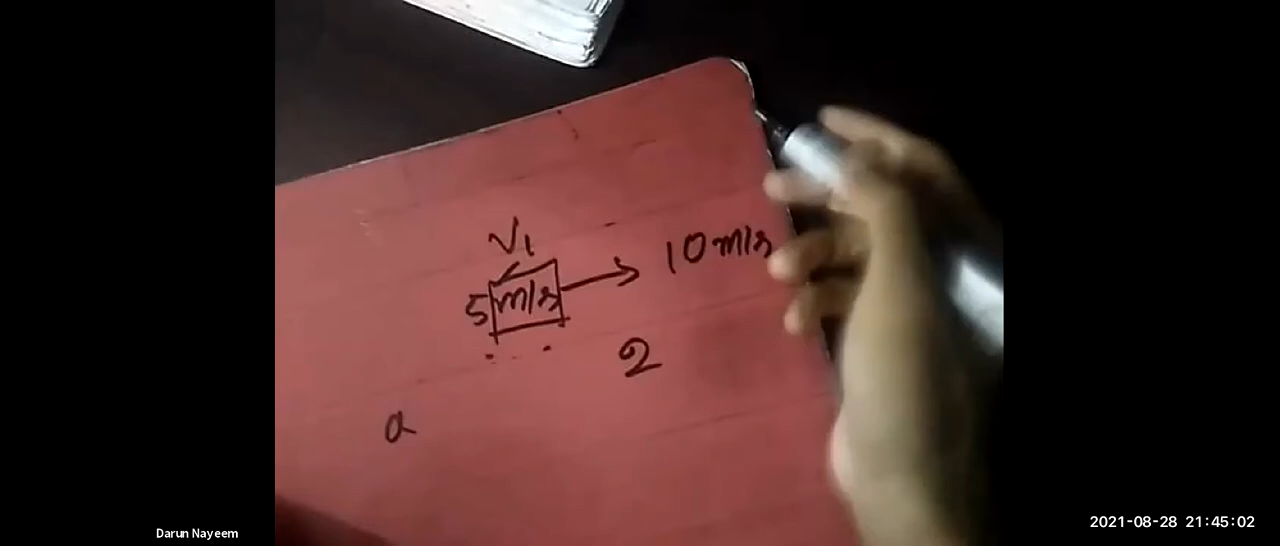 V1
5 m/s → 10 m/s
2
a
Darun Nayeem
2021-08-28 21:45:02